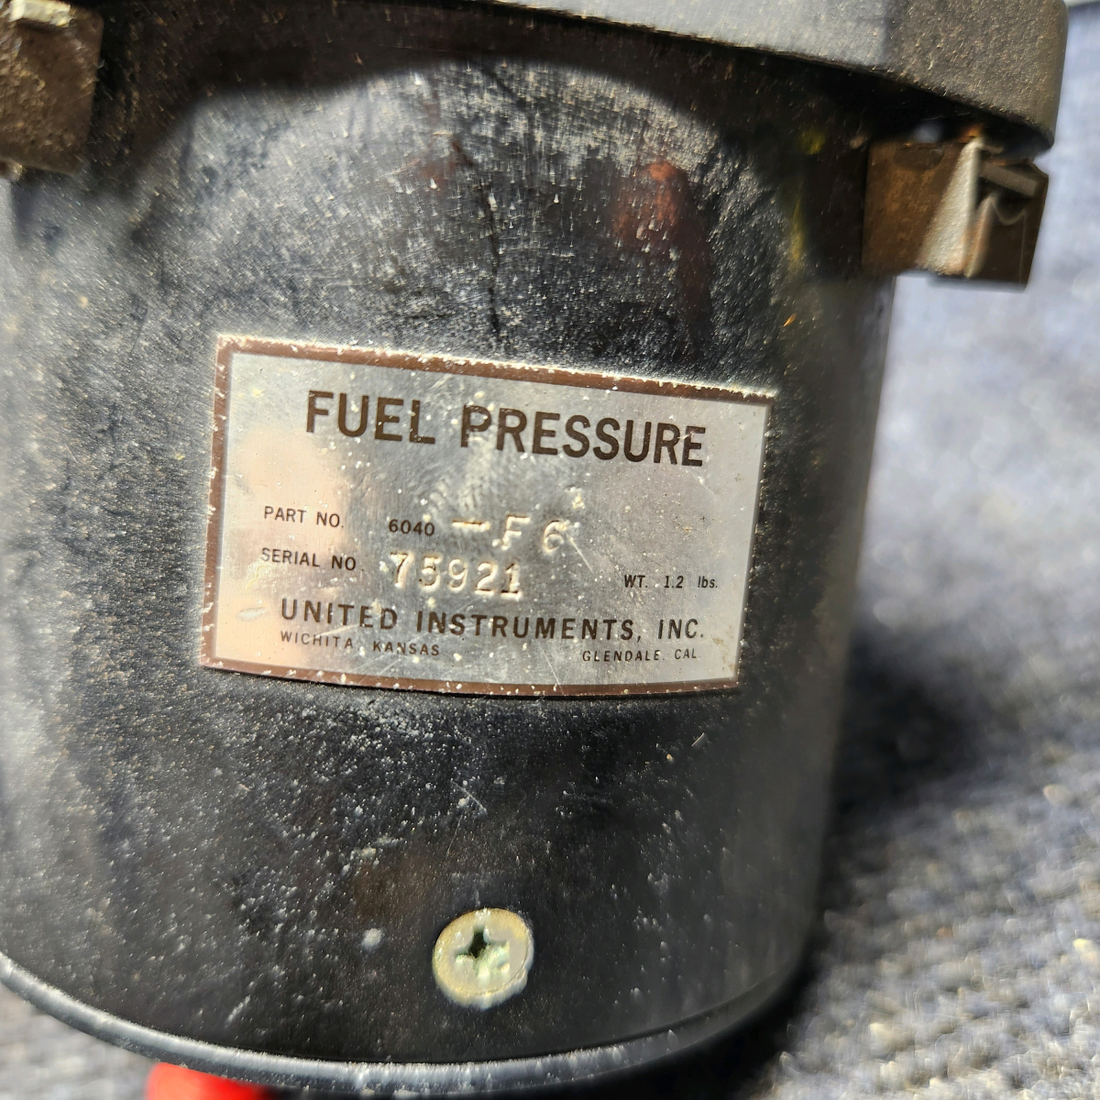 FUEL PRESSURE
PART NO. 6040 -F6
SERIAL NO 75921 WT. 1.2 lbs.
UNITED INSTRUMENTS, INC.
WICHITA, KANSAS GLENDALE. CAL.